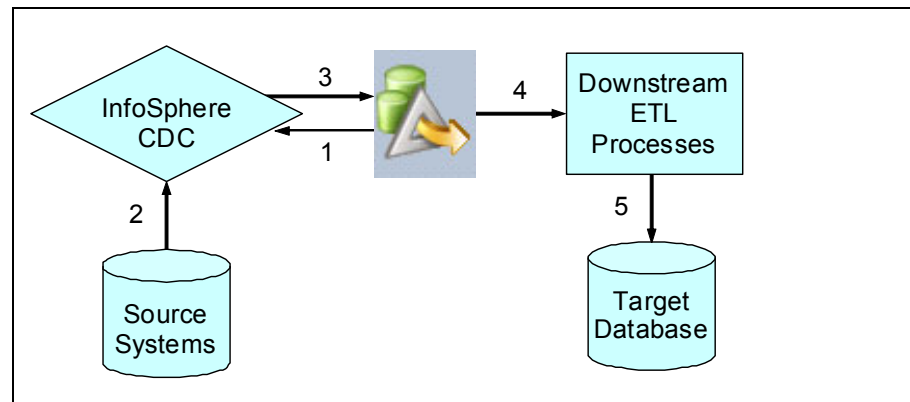 InfoSphere
CDC
3
1
4
Downstream
ETL
Processes
2
5
Source
Systems
Target
Database